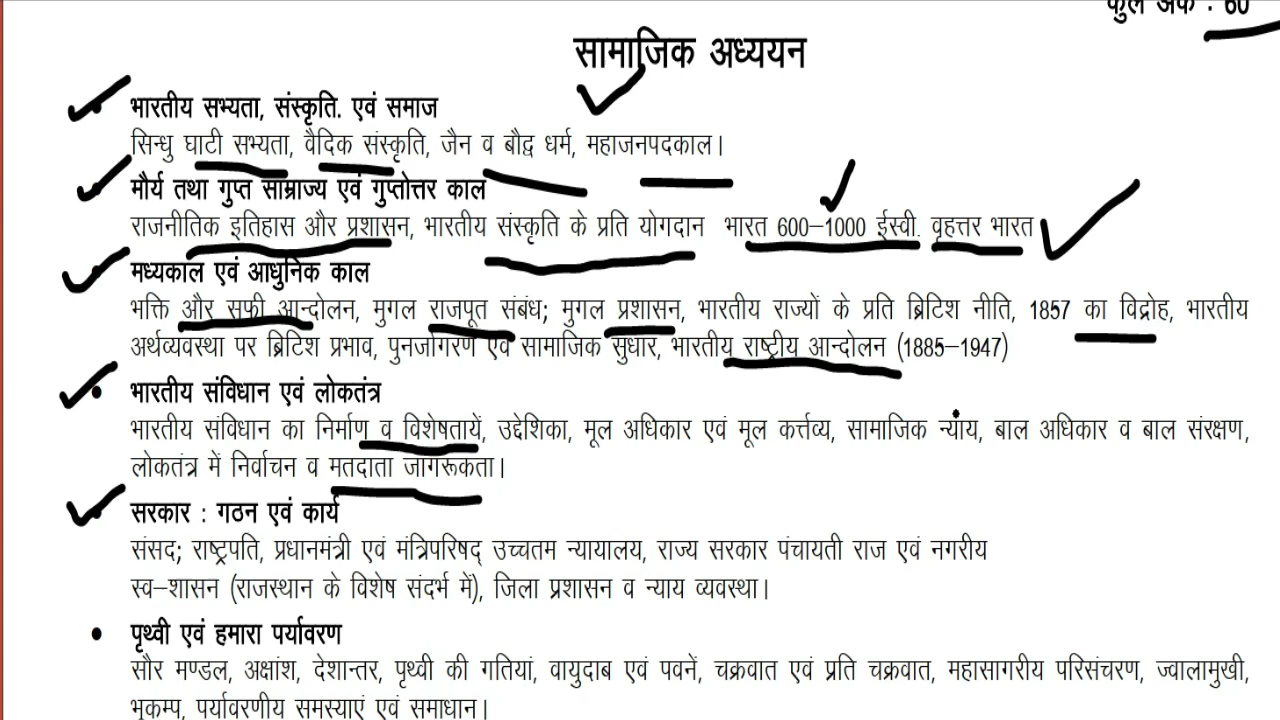 कुल अंक : 60
सामाजिक अध्ययन
• भारतीय सभ्यता, संस्कृति. एवं समाज
सिन्धु घाटी सभ्यता, वैदिक संस्कृति, जैन व बौद्व धर्म, महाजनपदकाल।
• मौर्य तथा गुप्त साम्राज्य एवं गुप्तोत्तर काल
राजनीतिक इतिहास और प्रशासन, भारतीय संस्कृति के प्रति योगदान भारत 600–1000 ईस्वी. वृहत्तर भारत
• मध्यकाल एवं आधुनिक काल
भक्ति और सूफी आन्दोलन, मुगल राजपूत संबंध; मुगल प्रशासन, भारतीय राज्यों के प्रति ब्रिटिश नीति, 1857 का विद्रोह, भारतीय
अर्थव्यवस्था पर ब्रिटिश प्रभाव, पुनर्जागरण एवं सामाजिक सुधार, भारतीय राष्ट्रीय आन्दोलन (1885–1947)
• भारतीय संविधान एवं लोकतंत्र
भारतीय संविधान का निर्माण व विशेषतायें, उद्देशिका, मूल अधिकार एवं मूल कर्त्तव्य, सामाजिक न्याय, बाल अधिकार व बाल संरक्षण,
लोकतंत्र में निर्वाचन व मतदाता जागरूकता।
• सरकार : गठन एवं कार्य
संसद; राष्ट्रपति, प्रधानमंत्री एवं मंत्रिपरिषद् उच्चतम न्यायालय, राज्य सरकार पंचायती राज एवं नगरीय
स्व–शासन (राजस्थान के विशेष संदर्भ में), जिला प्रशासन व न्याय व्यवस्था।
• पृथ्वी एवं हमारा पर्यावरण
सौर मण्डल, अक्षांश, देशान्तर, पृथ्वी की गतियां, वायुदाब एवं पवनें, चक्रवात एवं प्रति चक्रवात, महासागरीय परिसंचरण, ज्वालामुखी,
भूकम्प, पर्यावरणीय समस्याएं एवं समाधान।